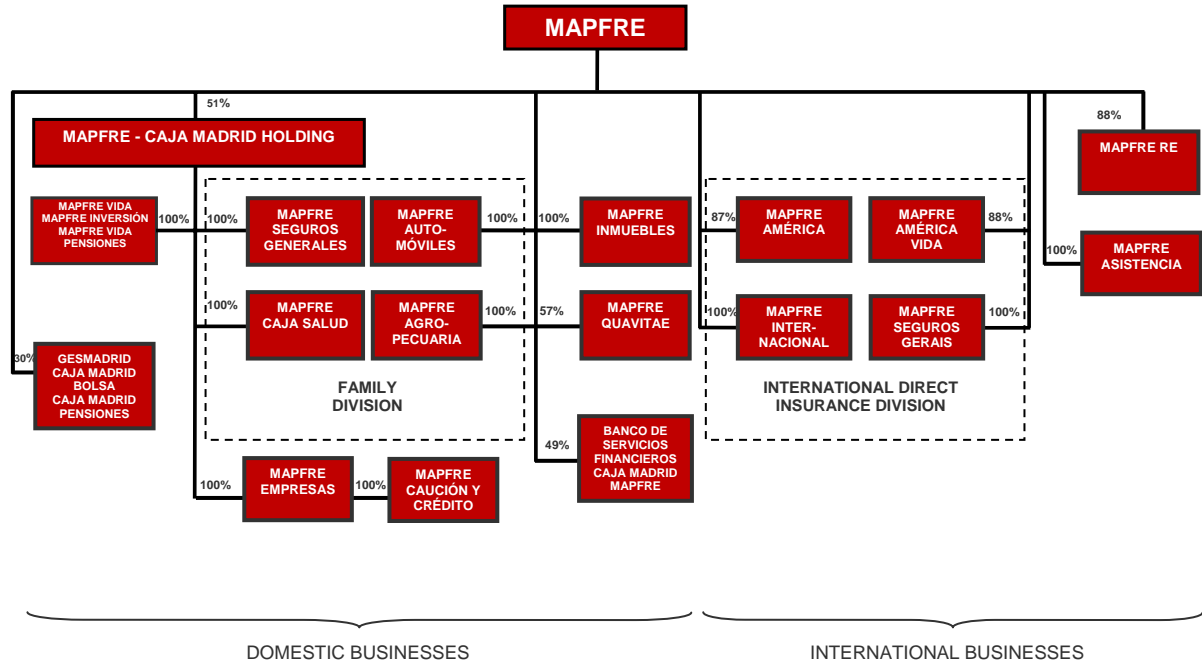 MAPFRE
51%
88%
MAPFRE - CAJA MADRID HOLDING
MAPFRE RE
MAPFRE VIDA
MAPFRE INVERSIÓN
MAPFRE VIDA
PENSIONES
100%
100%
MAPFRE
SEGUROS
GENERALES
MAPFRE
AUTO-
MÓVILES
100%
100%
MAPFRE
INMUEBLES
87%
MAPFRE
AMÉRICA
MAPFRE
AMÉRICA
VIDA
88%
100%
MAPFRE
ASISTENCIA
100%
MAPFRE
CAJA SALUD
MAPFRE
AGRO-
PECUARIA
100%
57%
MAPFRE
QUAVITAE
100%
MAPFRE
INTER-
NACIONAL
MAPFRE
SEGUROS
GERAIS
100%
30%
GESMADRID
CAJA MADRID
BOLSA
CAJA MADRID
PENSIONES
FAMILY
DIVISION
INTERNATIONAL DIRECT
INSURANCE DIVISION
49%
BANCO DE
SERVICIOS
FINANCIEROS
CAJA MADRID
MAPFRE
100%
MAPFRE
EMPRESAS
100%
MAPFRE
CAUCIÓN Y
CRÉDITO
DOMESTIC BUSINESSES
INTERNATIONAL BUSINESSES